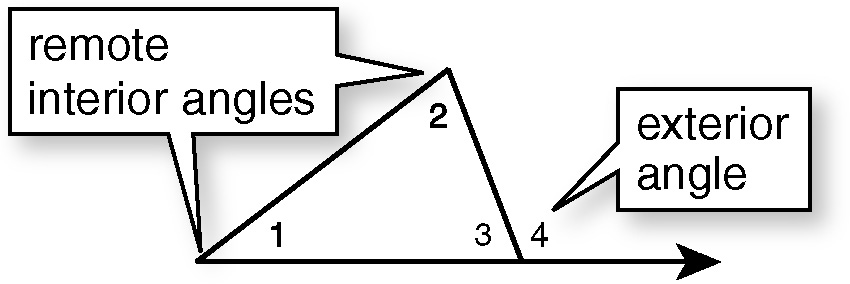 remote
interior angles
2
exterior
angle
1
3
4